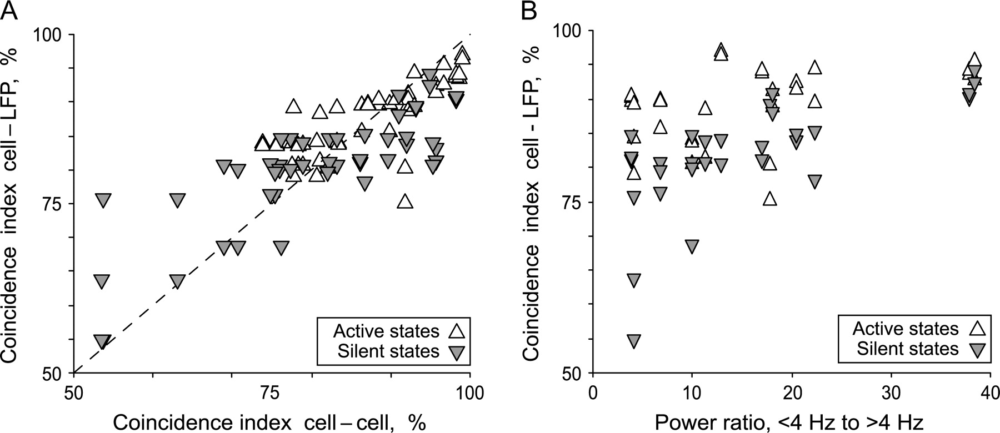 A
Coincidence index cell–LFP, %
100
75
50
50
75
100
Coincidence index cell–cell, %
Active states
Silent states
B
Coincidence index cell - LFP, %
100
75
50
0
10
20
30
40
Power ratio, <4 Hz to >4 Hz
Active states
Silent states